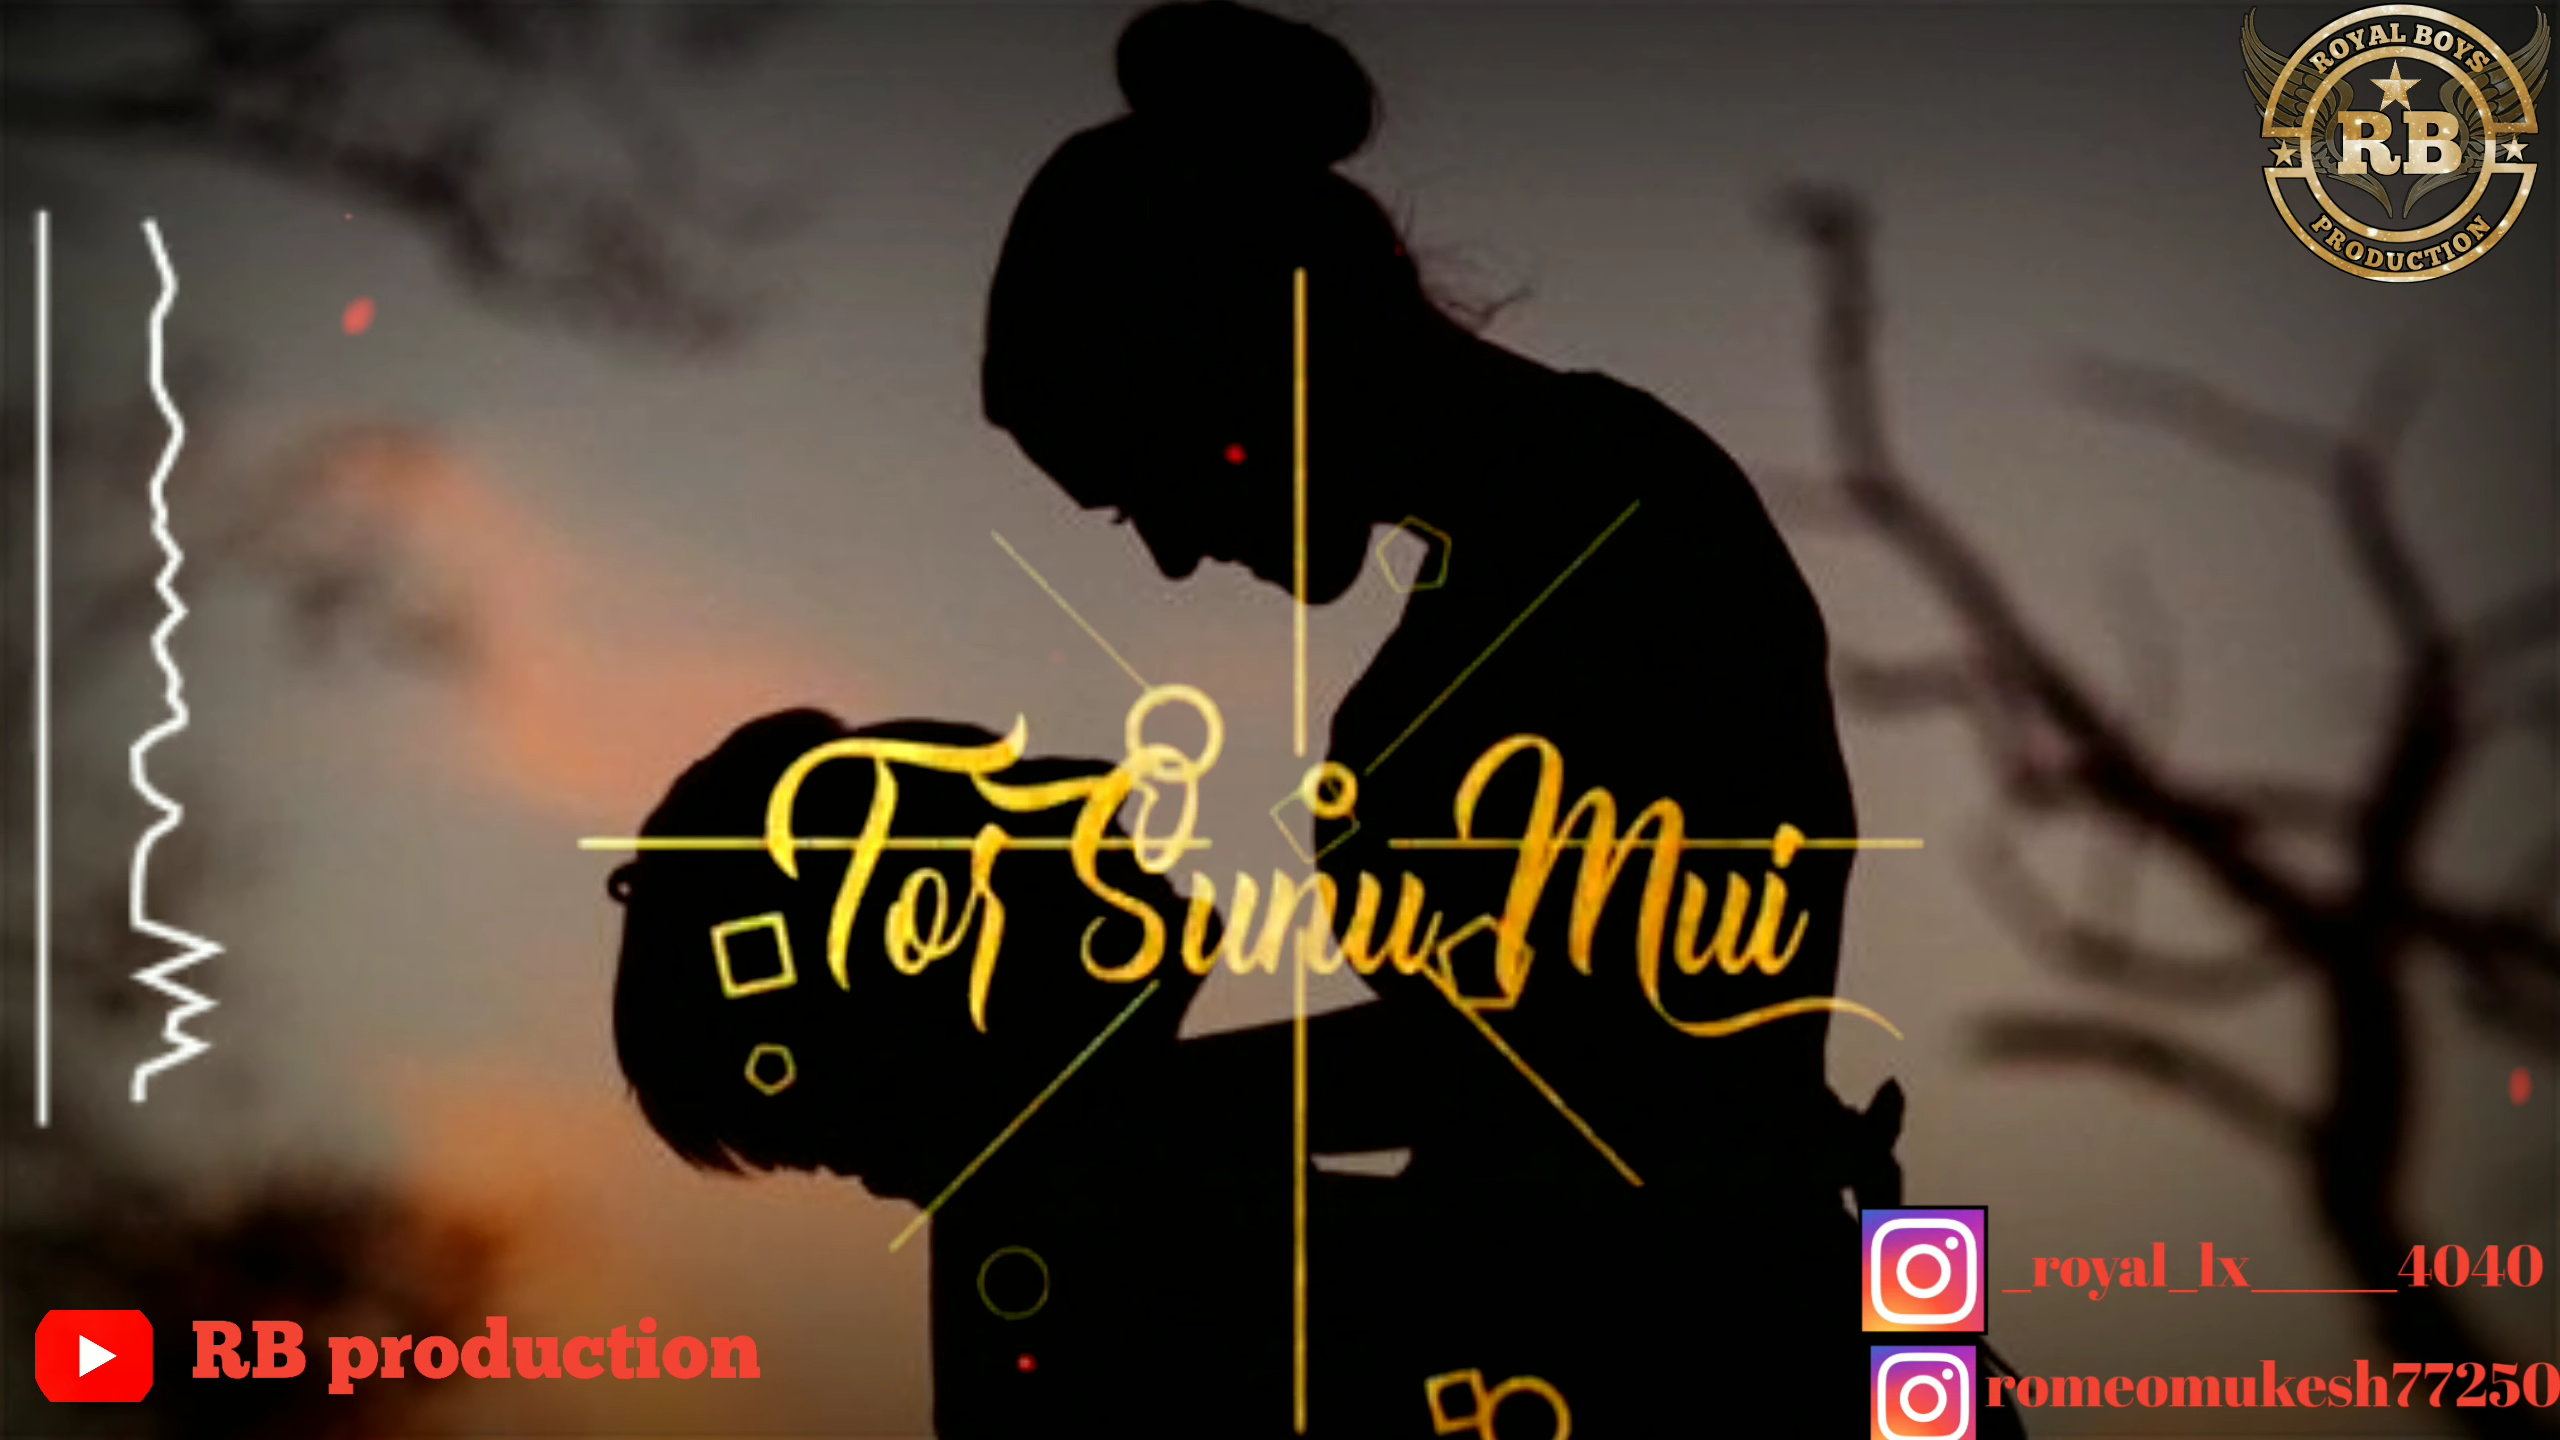 ROYAL BOYS
RB
PRODUCTION
Tor Sunu Mui
_royal_lx_____4040
RB production
romeomukesh77250